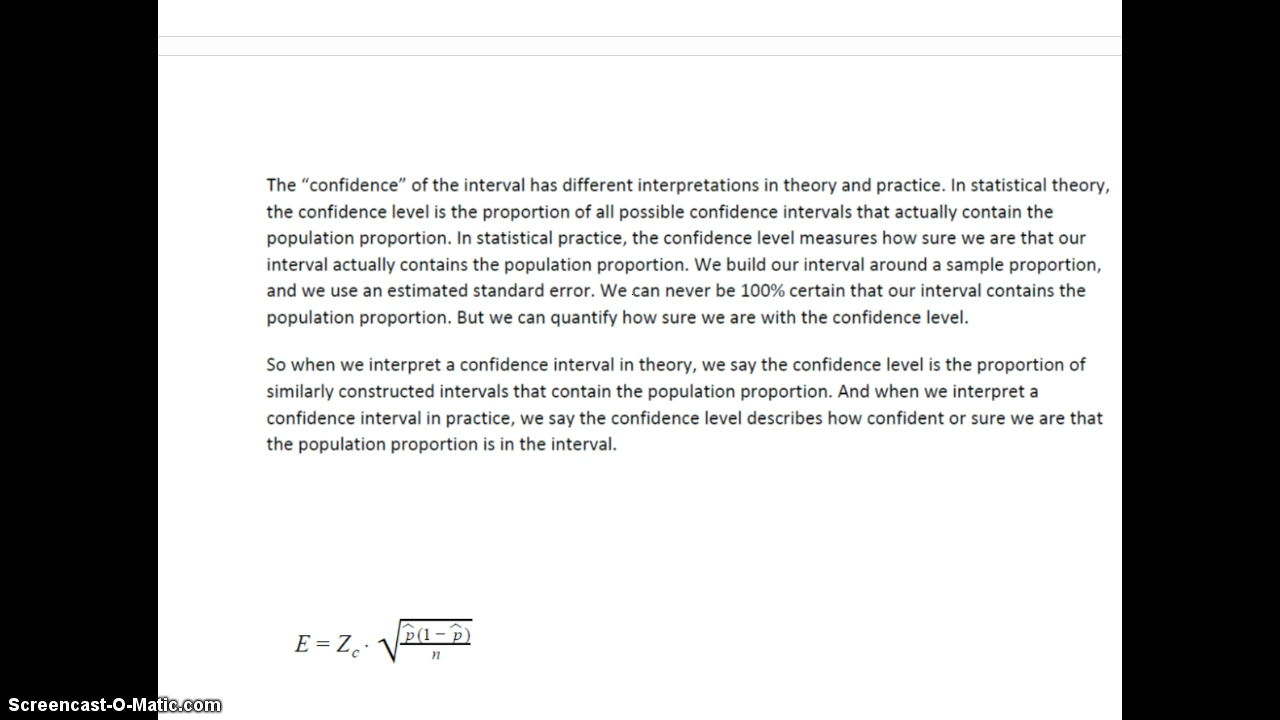 The “confidence” of the interval has different interpretations in theory and practice. In statistical theory,
the confidence level is the proportion of all possible confidence intervals that actually contain the
population proportion. In statistical practice, the confidence level measures how sure we are that our
interval actually contains the population proportion. We build our interval around a sample proportion,
and we use an estimated standard error. We can never be 100% certain that our interval contains the
population proportion. But we can quantify how sure we are with the confidence level.
So when we interpret a confidence interval in theory, we say the confidence level is the proportion of
similarly constructed intervals that contain the population proportion. And when we interpret a
confidence interval in practice, we say the confidence level describes how confident or sure we are that
the population proportion is in the interval.
E = Z_c · √(p̂(1 − p̂)/n)
Screencast-O-Matic.com